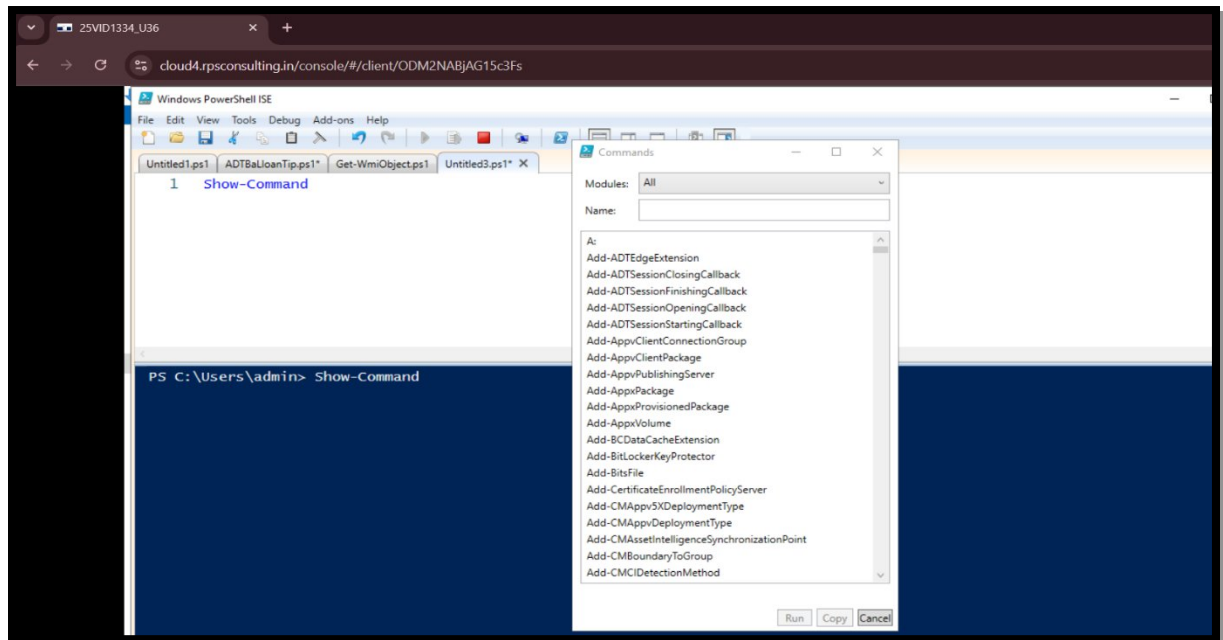 25VID1334_U36
cloud4.rpsconsulting.in/console/#/client/ODM2NABjAG15c3Fs
Windows PowerShell ISE
File Edit View Tools Debug Add-ons Help
Untitled1.ps1 ADTBaLloanTip.ps1* Get-WmiObject.ps1 Untitled3.ps1* X
1 Show-Command
PS C:\Users\admin> Show-Command
Commands
Modules: All
Name:
A:
Add-ADTEdgeExtension
Add-ADTSessionClosingCallback
Add-ADTSessionFinishingCallback
Add-ADTSessionOpeningCallback
Add-ADTSessionStartingCallback
Add-AppvClientConnectionGroup
Add-AppvClientPackage
Add-AppvPublishingServer
Add-AppxPackage
Add-AppxProvisionedPackage
Add-AppxVolume
Add-BCDataCacheExtension
Add-BitLockerKeyProtector
Add-BitsFile
Add-CertificateEnrollmentPolicyServer
Add-CMAppv5XDeploymentType
Add-CMAppvDeploymentType
Add-CMAssetIntelligenceSynchronizationPoint
Add-CMBoundaryToGroup
Add-CMCIDetectionMethod
Run Copy Cancel